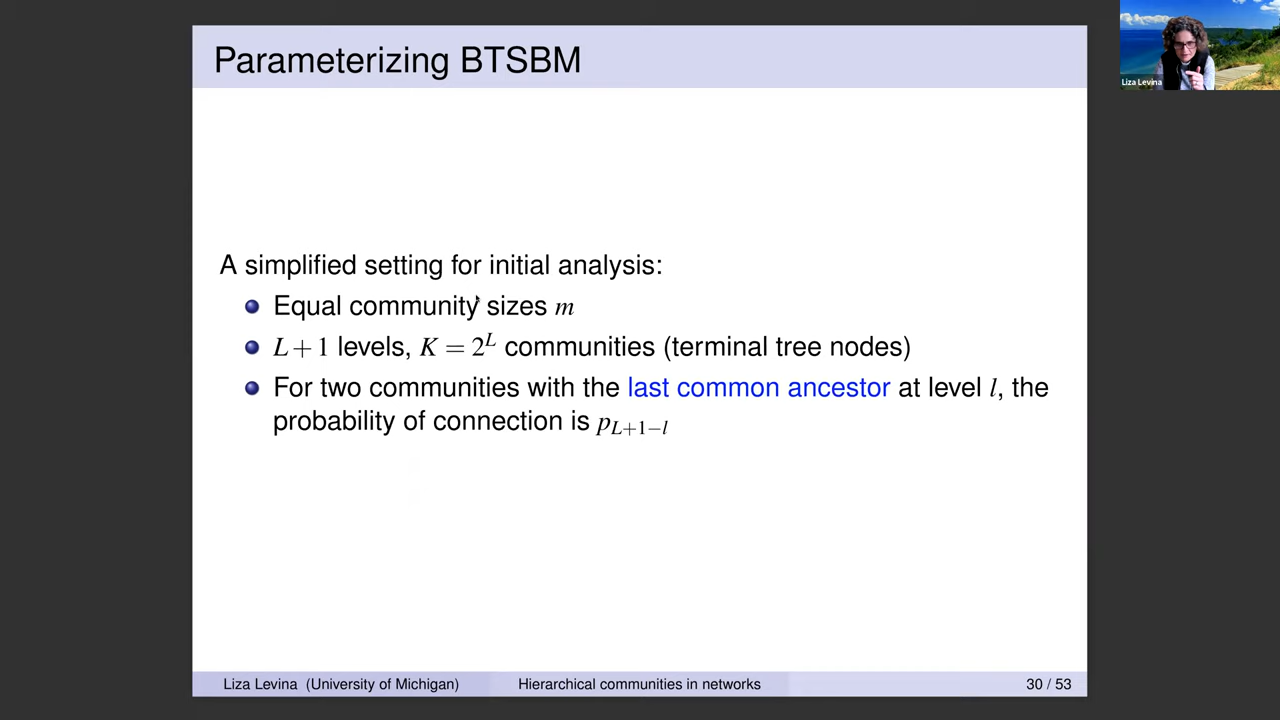 Parameterizing BTSBM
Liza Levina
A simplified setting for initial analysis:
Equal community sizes m
L+1 levels, K = 2^L communities (terminal tree nodes)
For two communities with the last common ancestor at level l, the
probability of connection is p_{L+1−l}
Liza Levina (University of Michigan) Hierarchical communities in networks 30 / 53